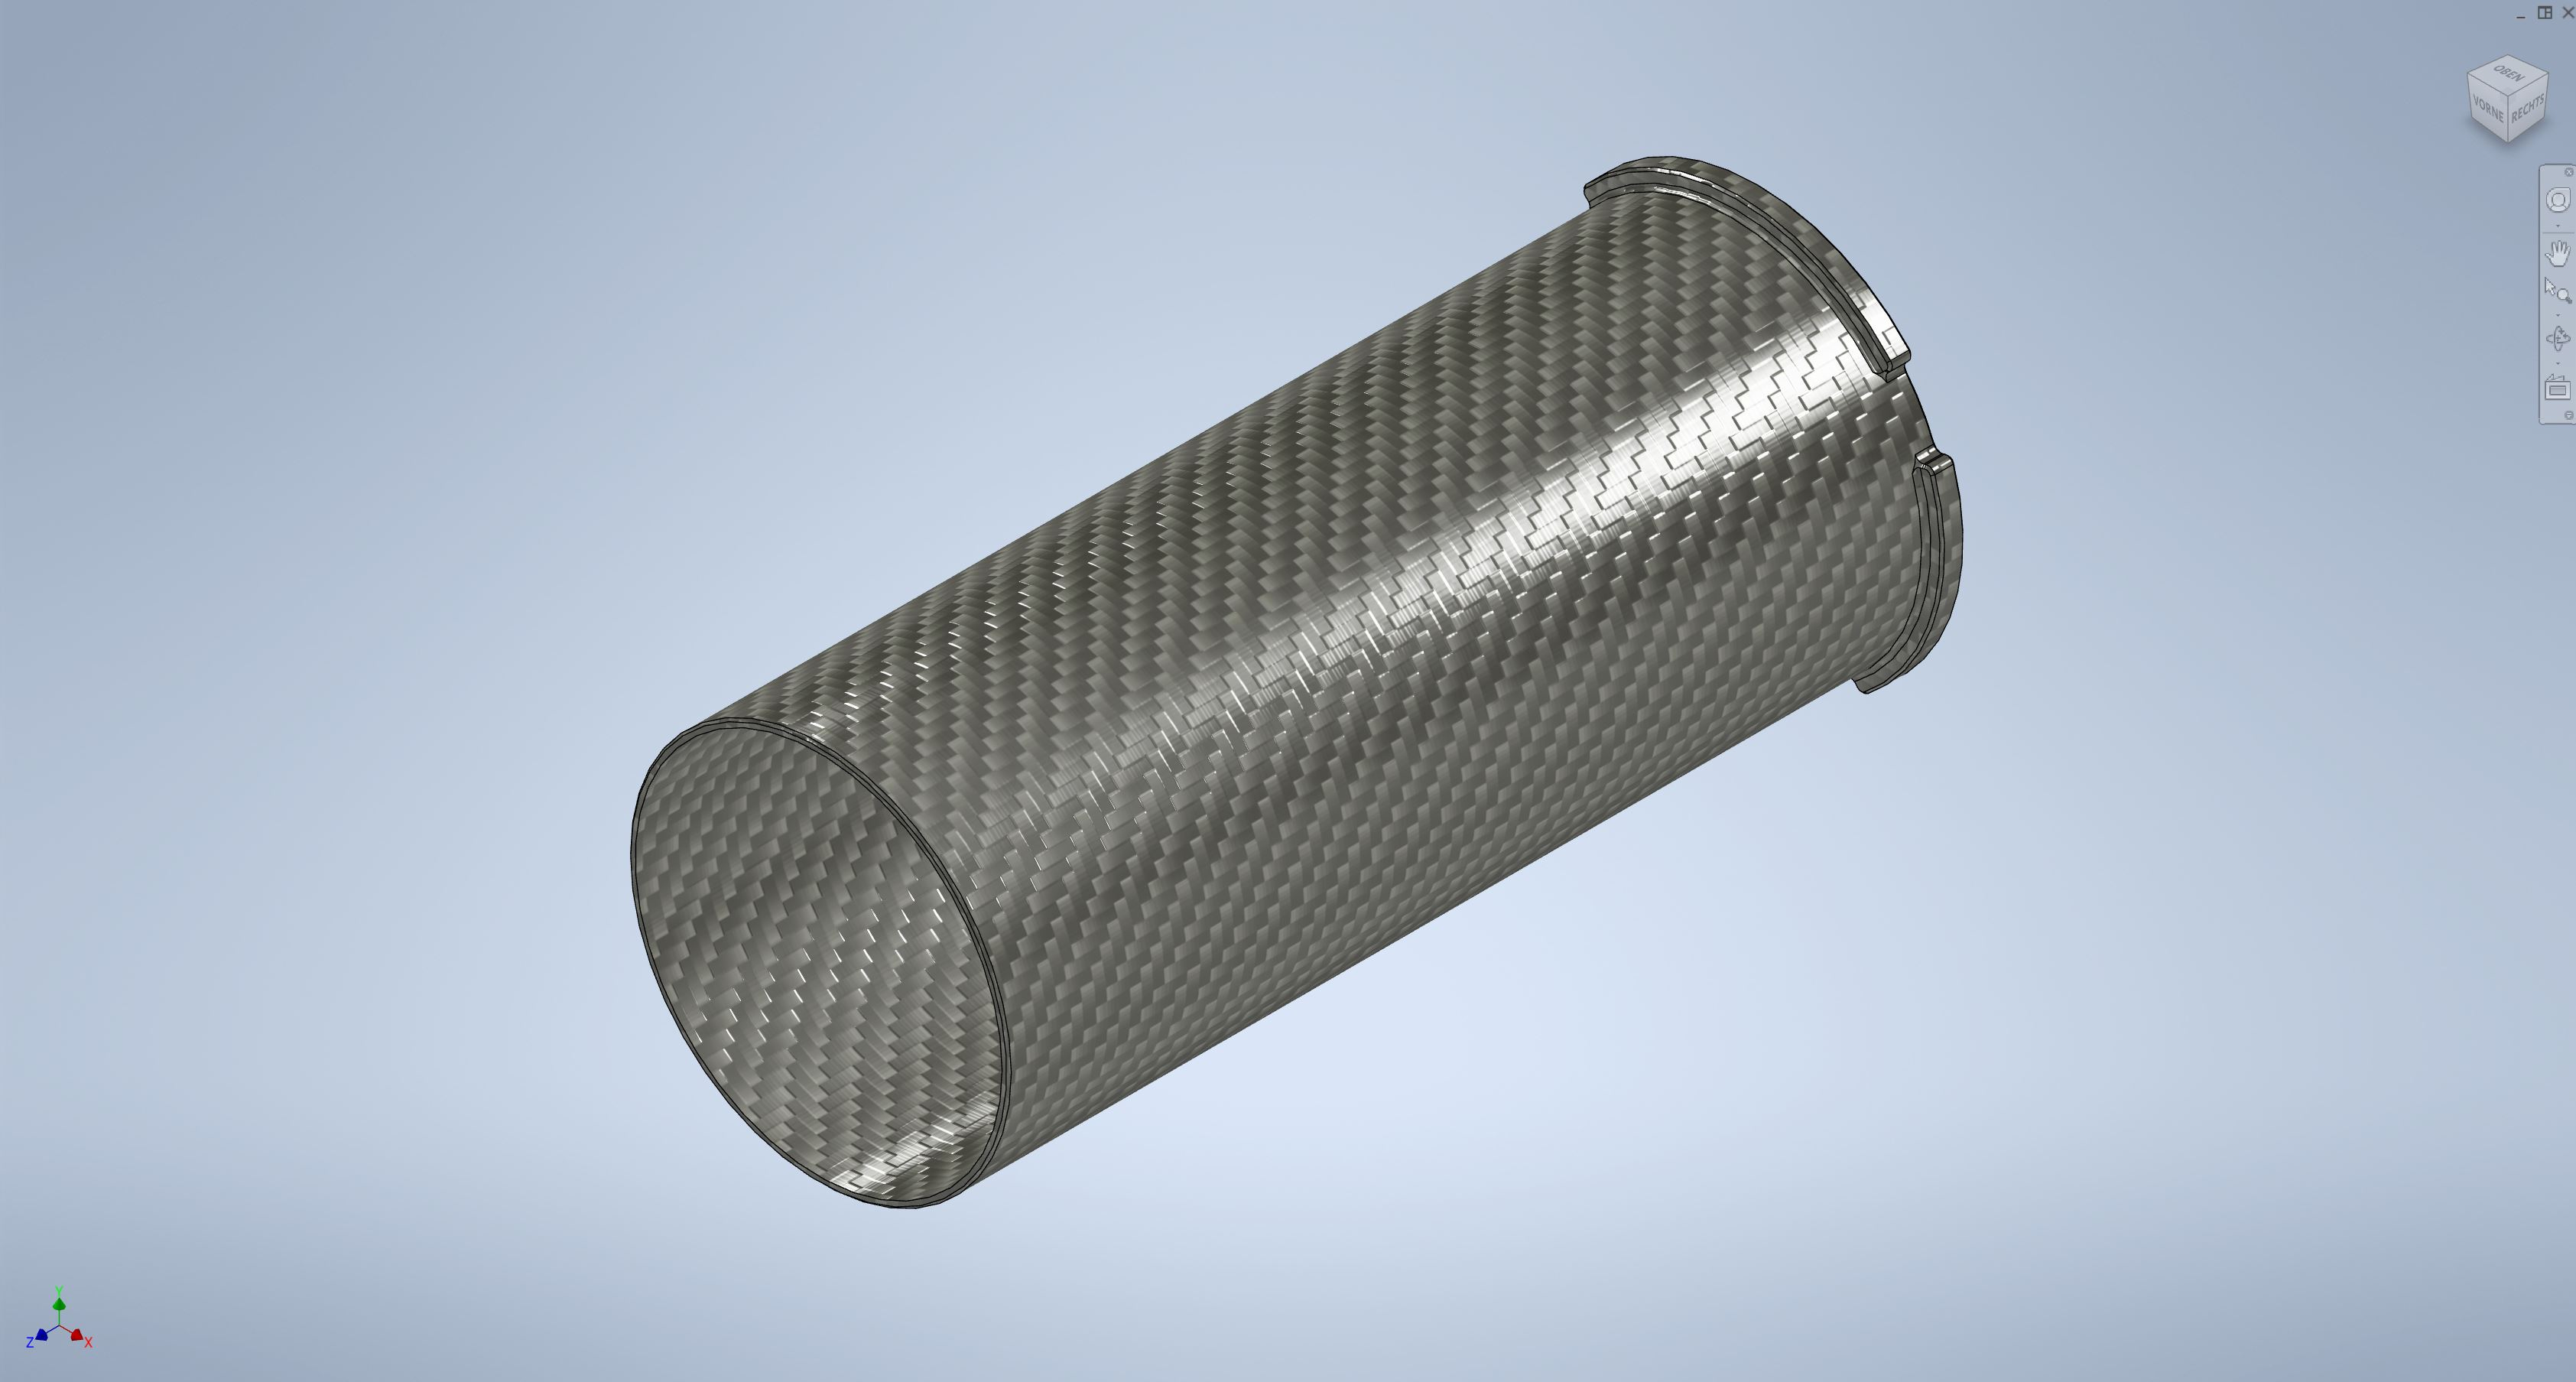 OBEN
VORNE
RECHTS
Y
Z
X